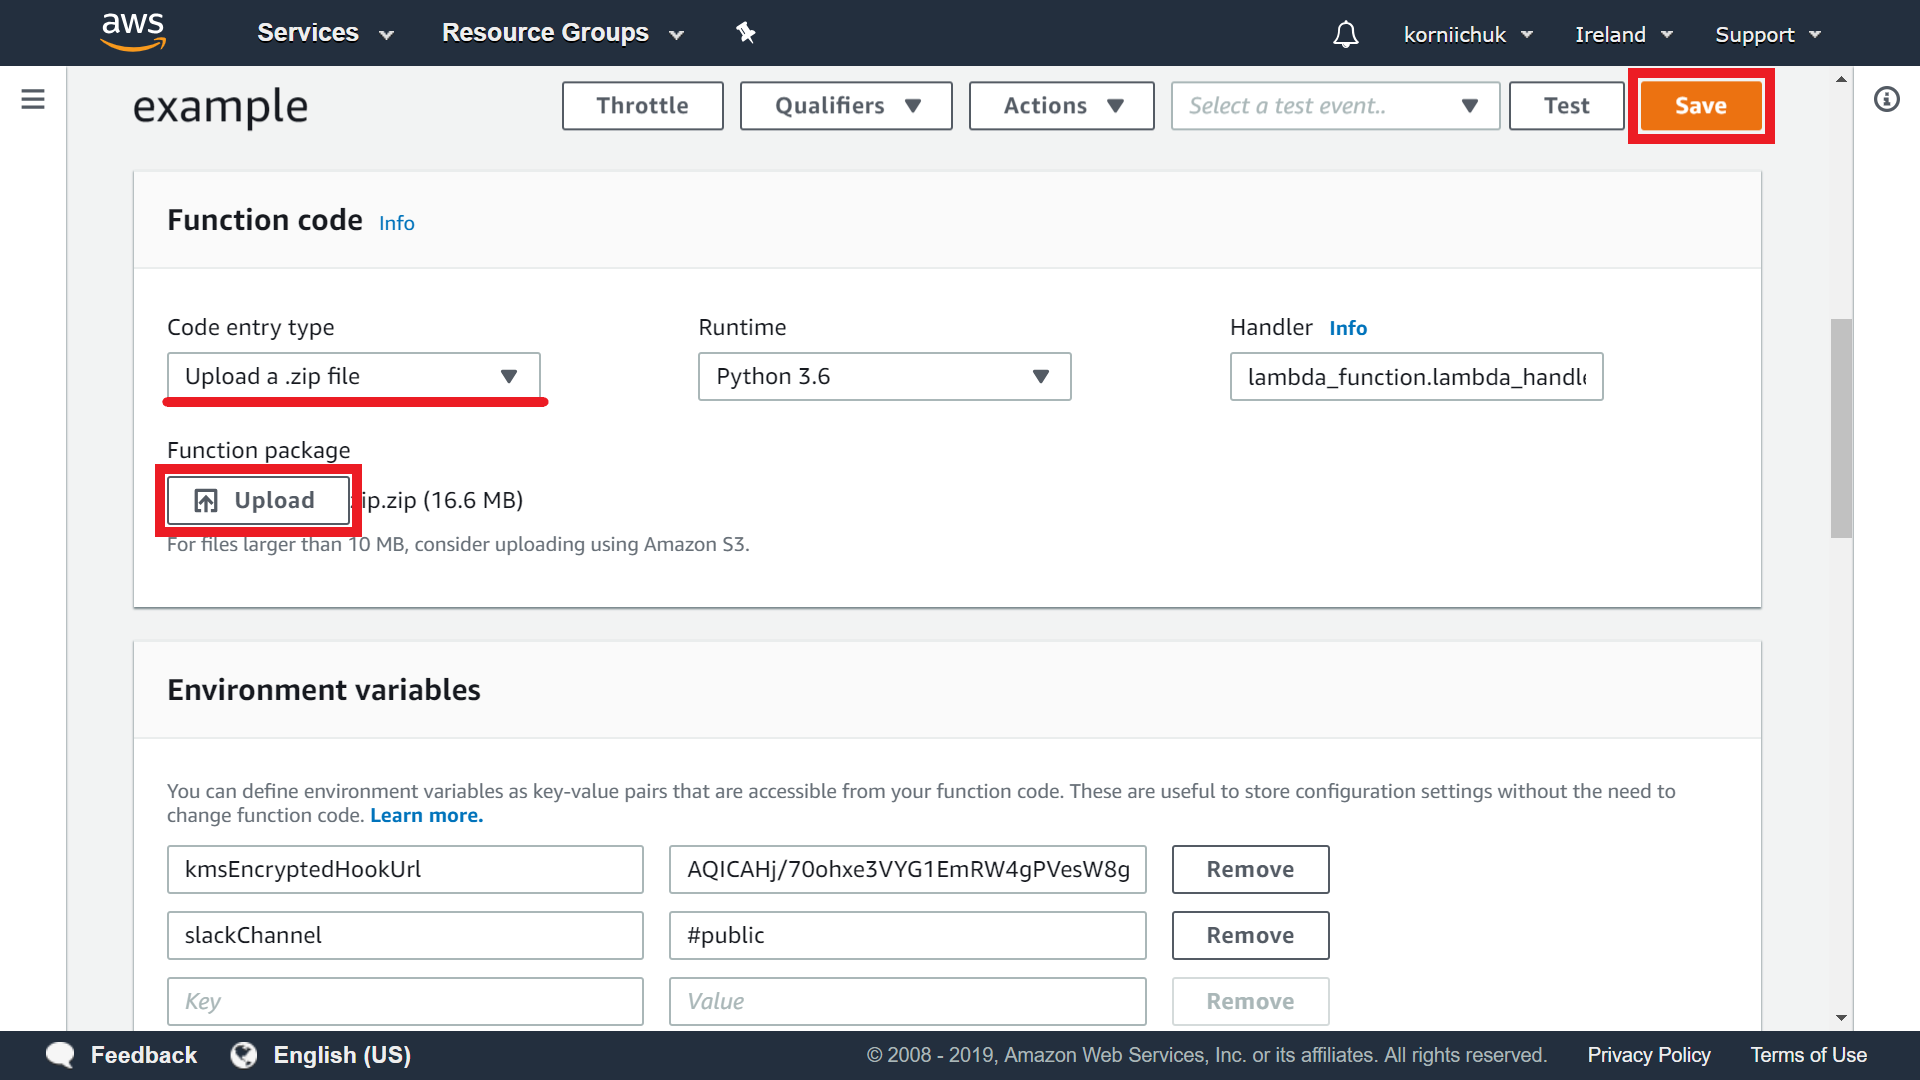 aws Services Resource Groups korniichuk Ireland Support
example Throttle Qualifiers Actions Select a test event.. Test Save
Function code Info
Code entry type Runtime Handler Info
Upload a .zip file Python 3.6 lambda_function.lambda_handle
Function package
Upload ip.zip (16.6 MB)
For files larger than 10 MB, consider uploading using Amazon S3.
Environment variables
You can define environment variables as key-value pairs that are accessible from your function code. These are useful to store configuration settings without the need to
change function code. Learn more.
kmsEncryptedHookUrl AQICAHj/70ohxe3VYG1EmRW4gPVesW8g Remove
slackChannel #public Remove
Key Value Remove
Feedback English (US) © 2008 - 2019, Amazon Web Services, Inc. or its affiliates. All rights reserved. Privacy Policy Terms of Use